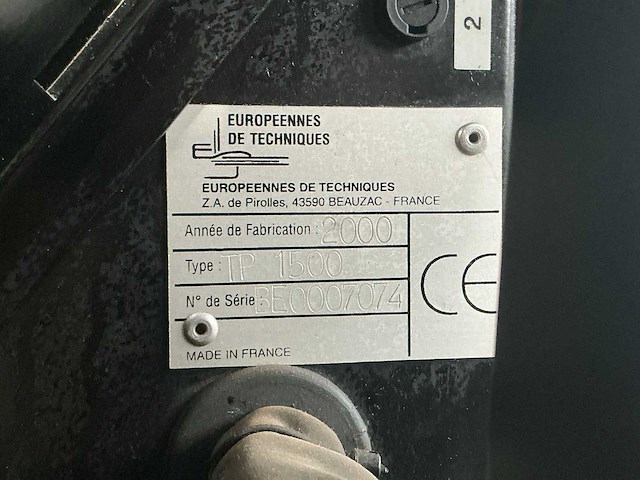 2
EUROPEENNES
DE TECHNIQUES
EUROPEENNES DE TECHNIQUES
Z.A. de Pirolles, 43590 BEAUZAC - FRANCE
Année de Fabrication : 2000
Type : TP 1500
N° de Série : BE0007074
CE
MADE IN FRANCE